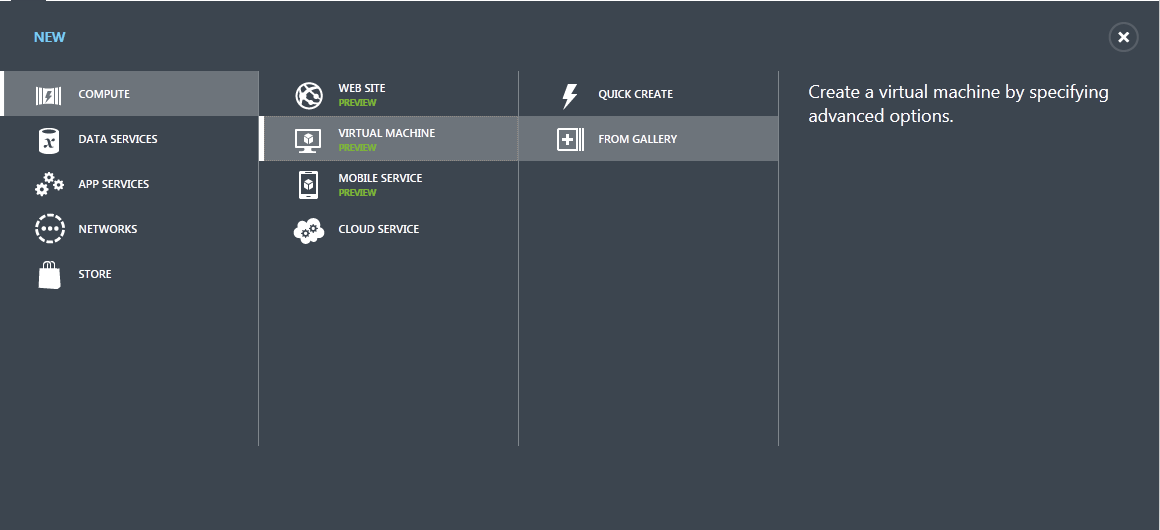 NEW
COMPUTE
DATA SERVICES
APP SERVICES
NETWORKS
STORE
WEB SITE
PREVIEW
VIRTUAL MACHINE
PREVIEW
MOBILE SERVICE
PREVIEW
CLOUD SERVICE
QUICK CREATE
FROM GALLERY
Create a virtual machine by specifying
advanced options.